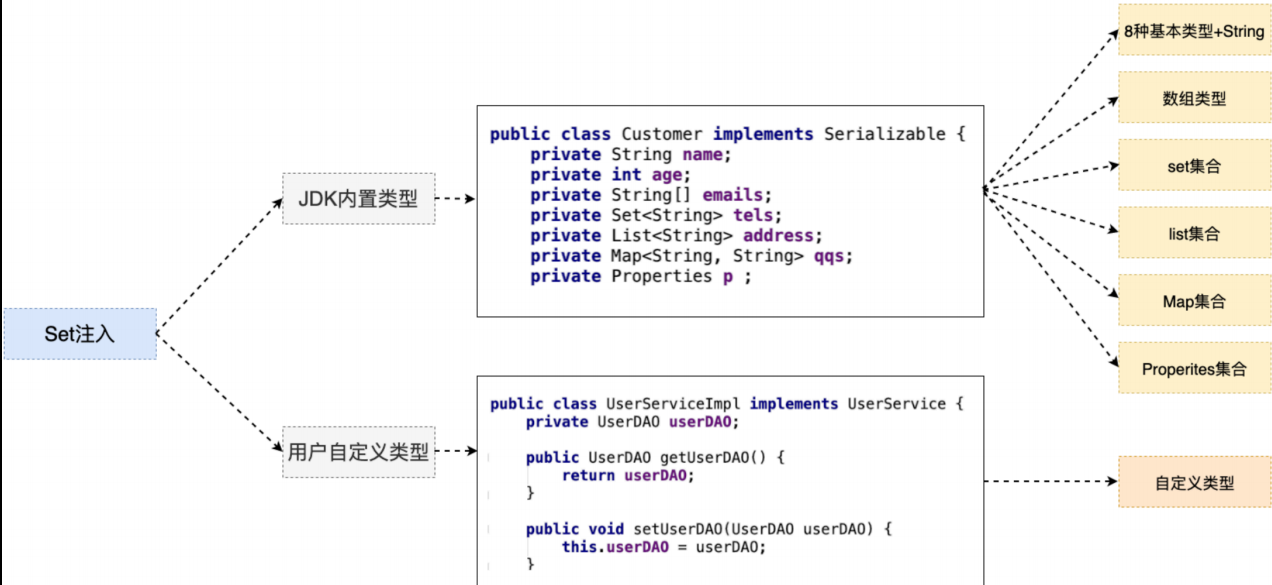 Set注入
JDK内置类型
用户自定义类型
public class Customer implements Serializable {
private String name;
private int age;
private String[] emails;
private Set<String> tels;
private List<String> address;
private Map<String, String> qqs;
private Properties p ;
public class UserServiceImpl implements UserService {
private UserDAO userDAO;
public UserDAO getUserDAO() {
return userDAO;
}
public void setUserDAO(UserDAO userDAO) {
this.userDAO = userDAO;
}
8种基本类型+String
数组类型
set集合
list集合
Map集合
Properites集合
自定义类型